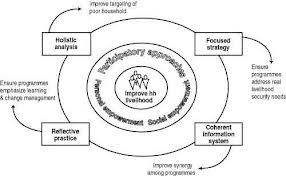 Improve targeting of
poor household
Holistic
analysis
Focused
strategy
Participatory approaches
Ensure programmes
emphasize learning
& change management
Ensure
programmes
address real
livelihood
security needs
Improve hh
livelihood
Personal empowerment
Social empowerment
Reflective
practice
Coherent
information
system
Improve synergy
among programmes